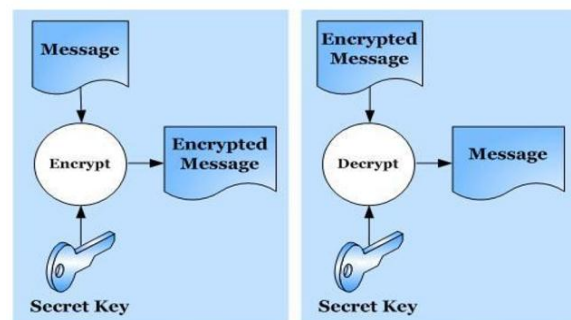 Message
Encrypt
Encrypted
Message
Secret Key
Encrypted
Message
Decrypt
Message
Secret Key